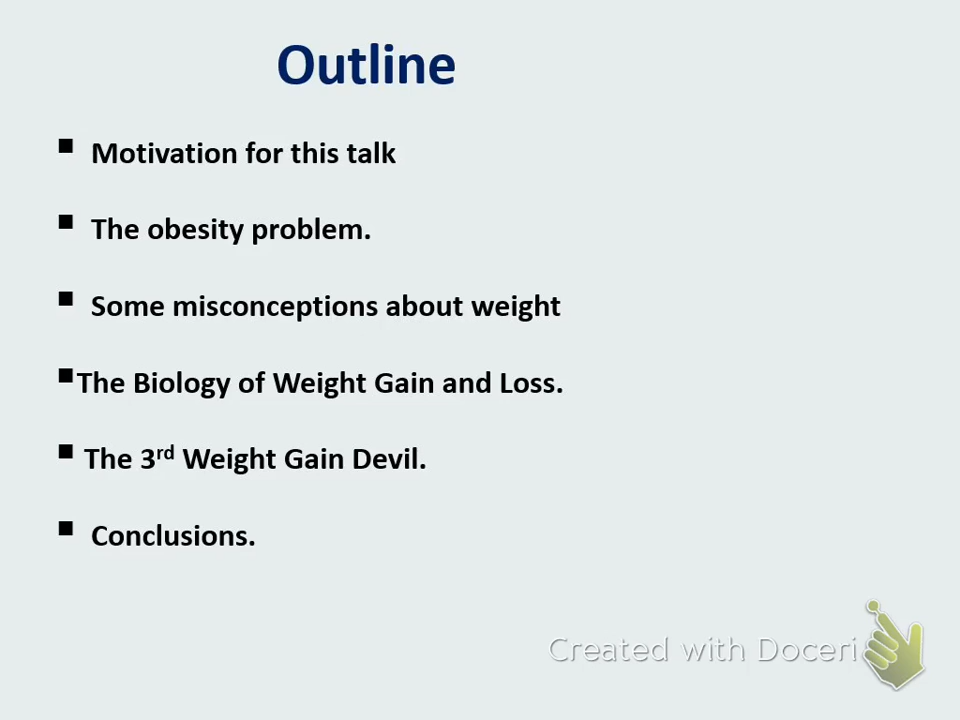 Outline
▪ Motivation for this talk
▪ The obesity problem.
▪ Some misconceptions about weight
▪The Biology of Weight Gain and Loss.
▪ The 3rd Weight Gain Devil.
▪ Conclusions.
Created with Doceri